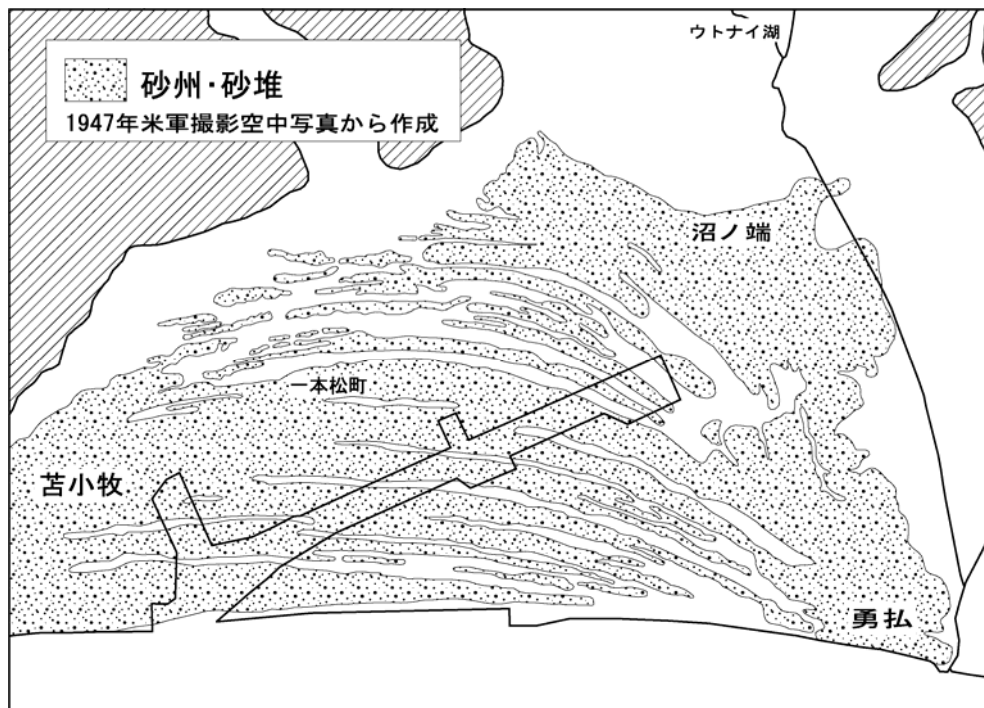 ウトナイ湖
砂州・砂堆
1947年米軍撮影空中写真から作成
沼ノ端
一本松町
苫小牧
勇払